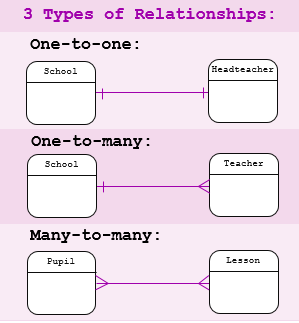 3 Types of Relationships:
One-to-one:
School
Headteacher
One-to-many:
School
Teacher
Many-to-many:
Pupil
Lesson